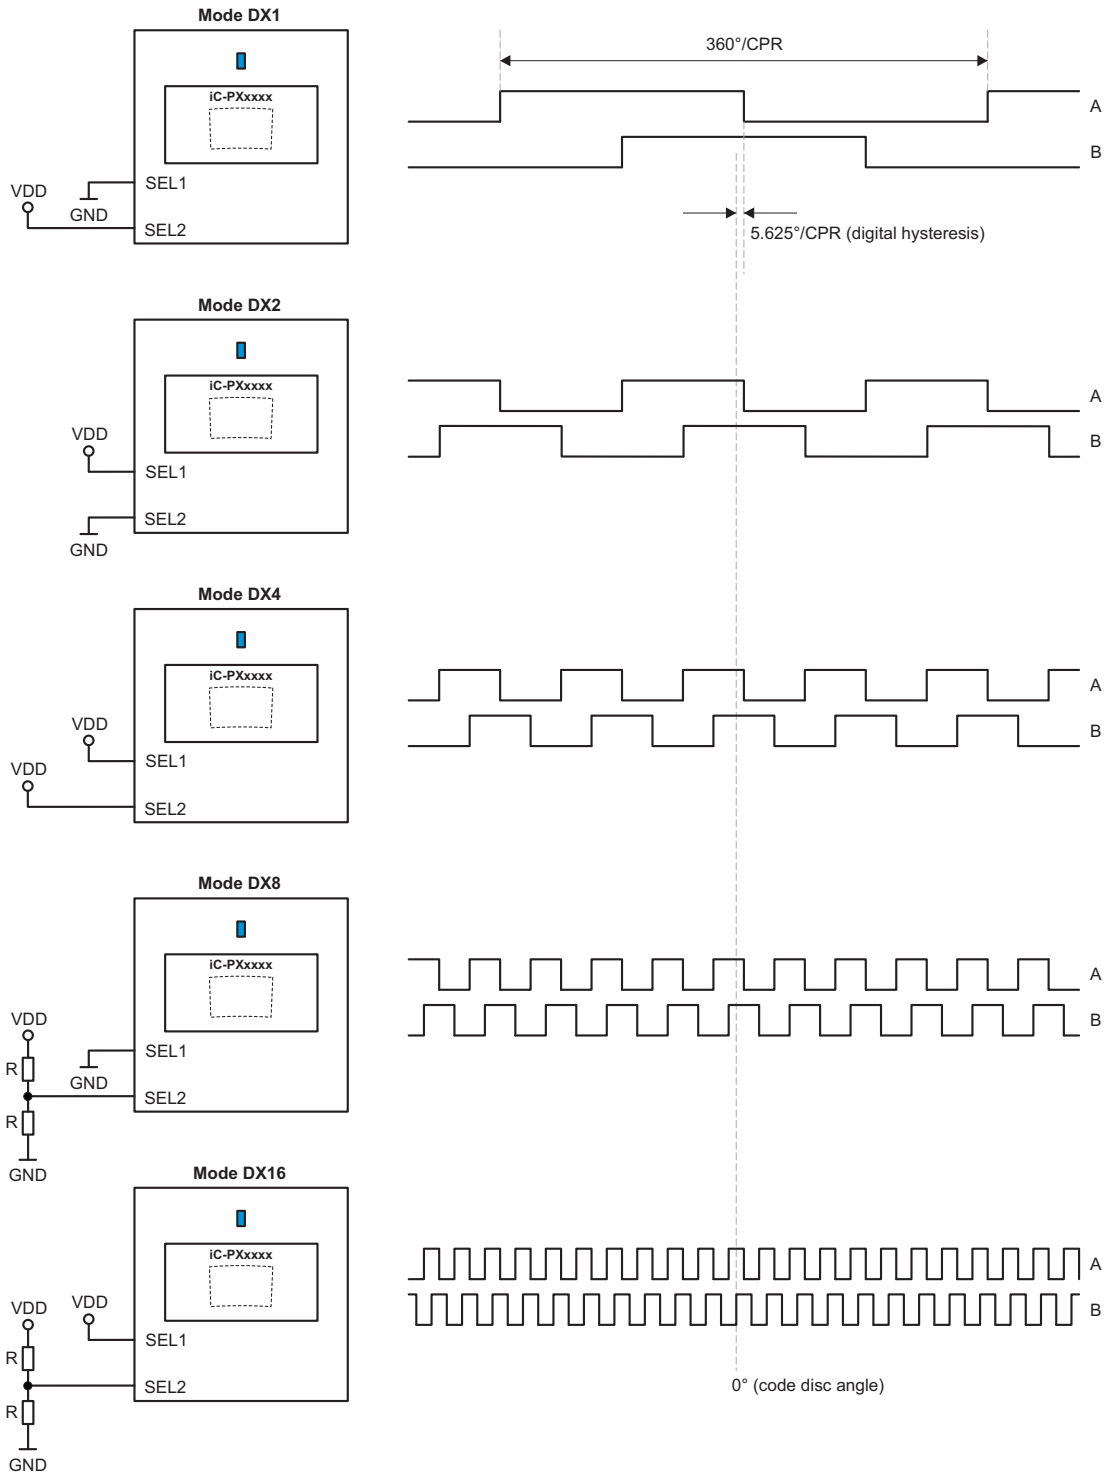 Mode DX1
iC-PXxxxx
VDD
GND
SEL1
SEL2
360°/CPR
A
B
5.625°/CPR (digital hysteresis)
Mode DX2
iC-PXxxxx
VDD
SEL1
SEL2
GND
A
B
Mode DX4
iC-PXxxxx
VDD
SEL1
VDD
SEL2
A
B
Mode DX8
iC-PXxxxx
VDD
R
GND
SEL1
SEL2
R
GND
A
B
Mode DX16
iC-PXxxxx
VDD
VDD
SEL1
R
SEL2
R
GND
A
B
0° (code disc angle)